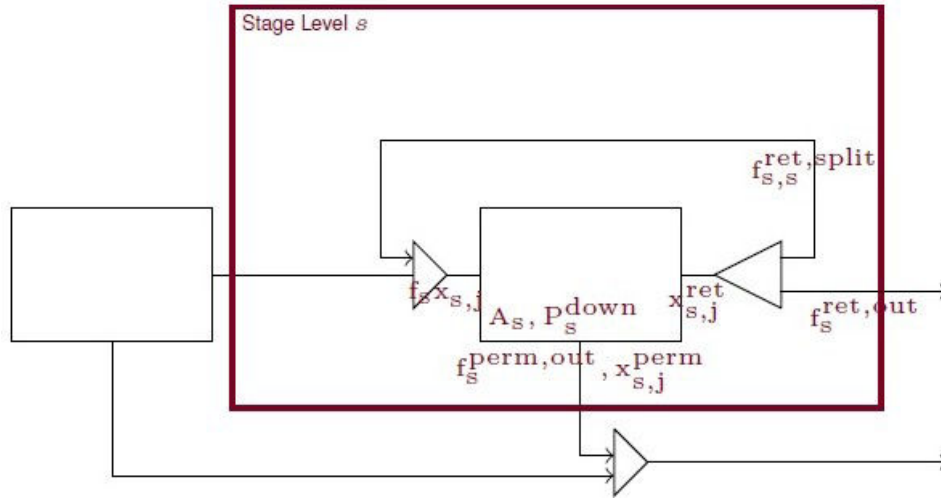 Stage Level s
f_{s,s}^{ret,split}
f_s x_{s,j}
A_s, P_s^{down}
x_{s,j}^{ret}
f_s^{ret,out}
f_s^{perm,out}, x_{s,j}^{perm}